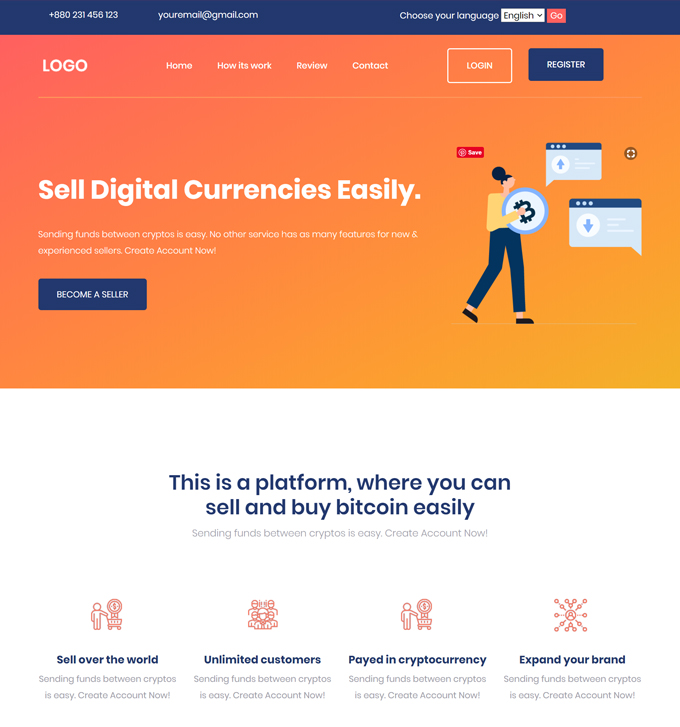 +880 231 456 123 youremail@gmail.com Choose your language English Go
LOGO Home How its work Review Contact LOGIN REGISTER
Save
Sell Digital Currencies Easily.
Sending funds between cryptos is easy. No other service has as many features for new &
experienced sellers. Create Account Now!
BECOME A SELLER
This is a platform, where you can
sell and buy bitcoin easily
Sending funds between cryptos is easy. Create Account Now!
Sell over the world Unlimited customers Payed in cryptocurrency Expand your brand
Sending funds between cryptos Sending funds between cryptos Sending funds between cryptos Sending funds between cryptos
is easy. Create Account Now! is easy. Create Account Now! is easy. Create Account Now! is easy. Create Account Now!